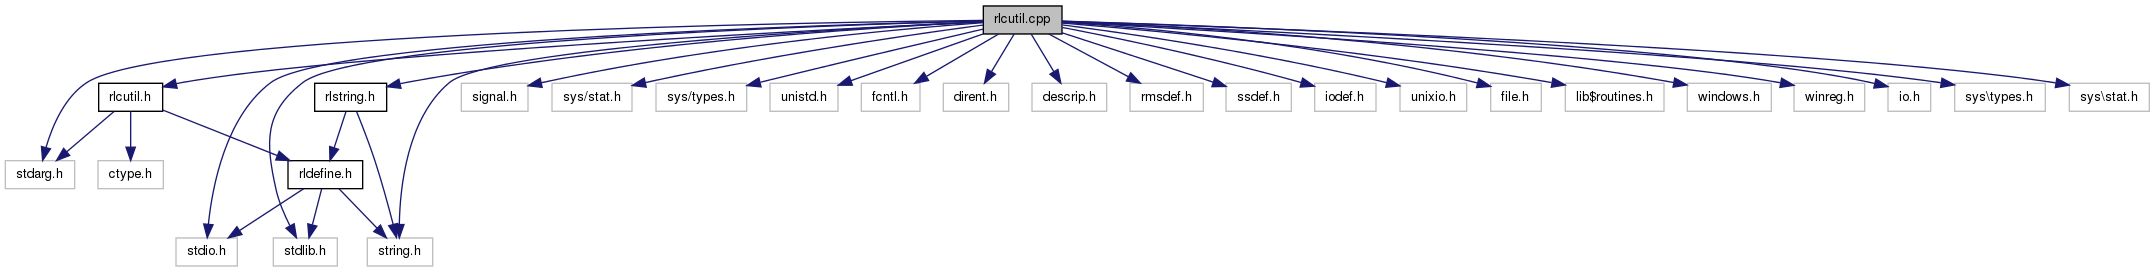 rlcutil.cpp
rlcutil.h
rlstring.h
signal.h
sys/stat.h
sys/types.h
unistd.h
fcntl.h
dirent.h
descrip.h
rmsdef.h
ssdef.h
iodef.h
unixio.h
file.h
lib$routines.h
windows.h
winreg.h
io.h
sys\types.h
sys\stat.h
stdarg.h
ctype.h
rldefine.h
stdio.h
stdlib.h
string.h